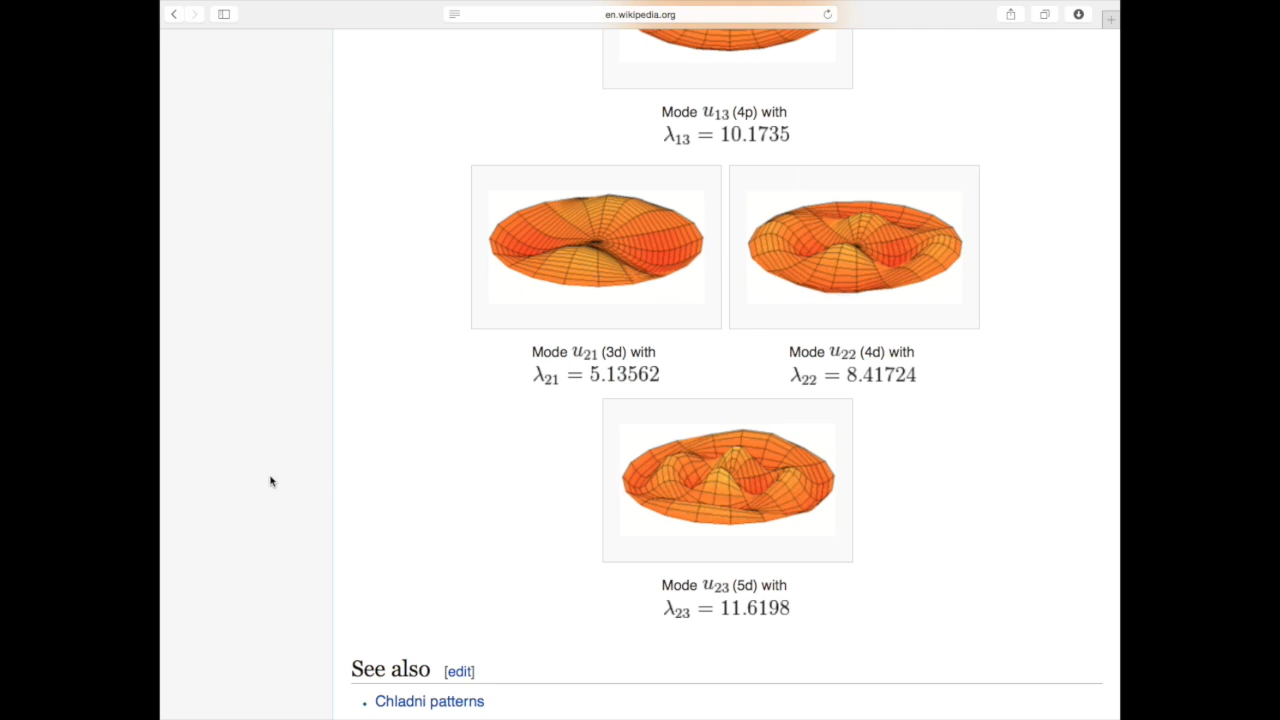 en.wikipedia.org
Mode u13 (4p) with
λ13 = 10.1735
Mode u21 (3d) with
λ21 = 5.13562
Mode u22 (4d) with
λ22 = 8.41724
Mode u23 (5d) with
λ23 = 11.6198
See also [edit]
• Chladni patterns